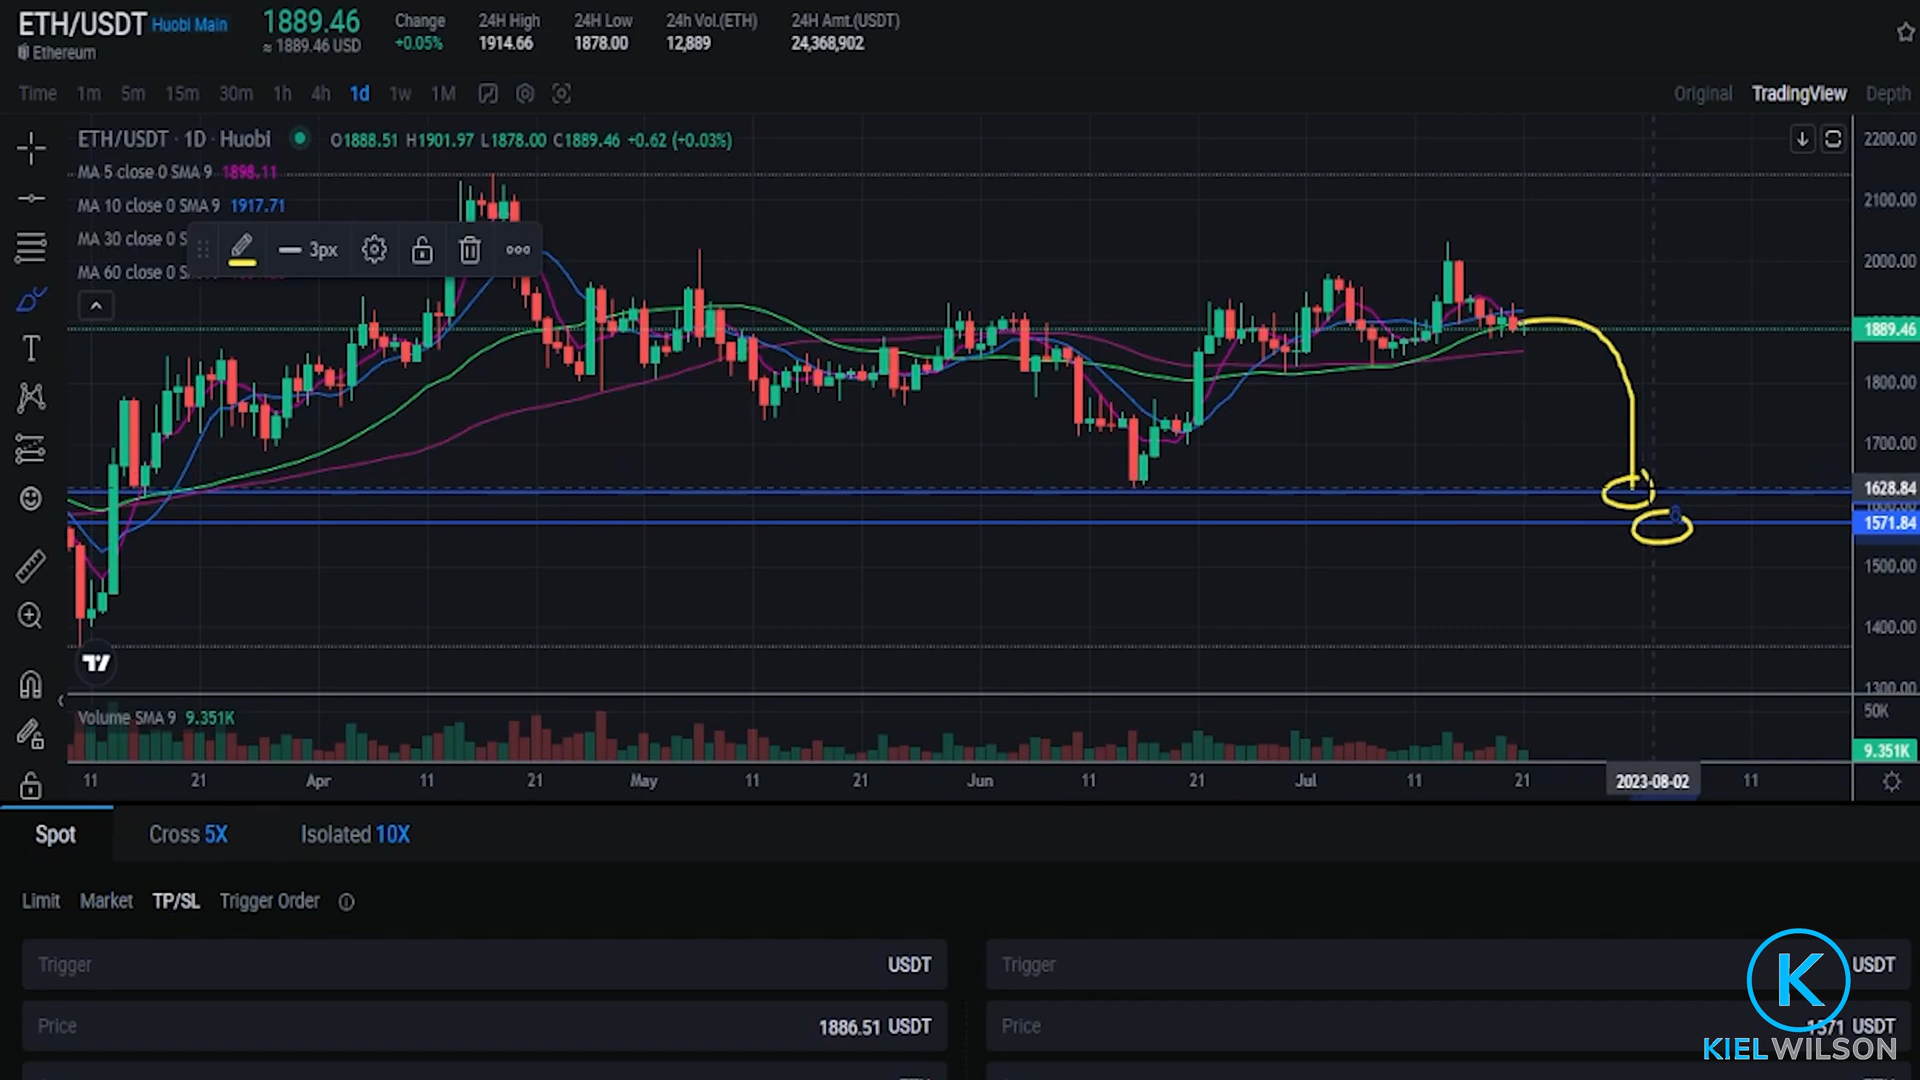 ETH/USDT Huobi Main 1889.46 Change 24H High 24H Low 24h Vol.(ETH) 24H Amt.(USDT)
Ethereum ≈ 1889.46 USD +0.05% 1914.66 1878.00 12,889 24,368,902
Time 1m 5m 15m 30m 1h 4h 1d 1w 1M Original TradingView Depth
ETH/USDT · 1D · Huobi O1888.51 H1901.97 L1878.00 C1889.46 +0.62 (+0.03%)
MA 5 close 0 SMA 9 1898.11
MA 10 close 0 SMA 9 1917.71
MA 30 close 0 S
3px
MA 60 close 0 S
2200.00
2100.00
2000.00
1889.46
1800.00
1700.00
1628.84
1571.84
1500.00
1400.00
1300.00
Volume SMA 9 9.351K
50K
9.351K
11 21 Apr 11 21 May 11 21 Jun 11 21 Jul 11 21 2023-08-02 11
Spot Cross 5X Isolated 10X
Limit Market TP/SL Trigger Order
Trigger USDT Trigger USDT
Price 1886.51 USDT Price 1571 USDT
K
KIELWILSON